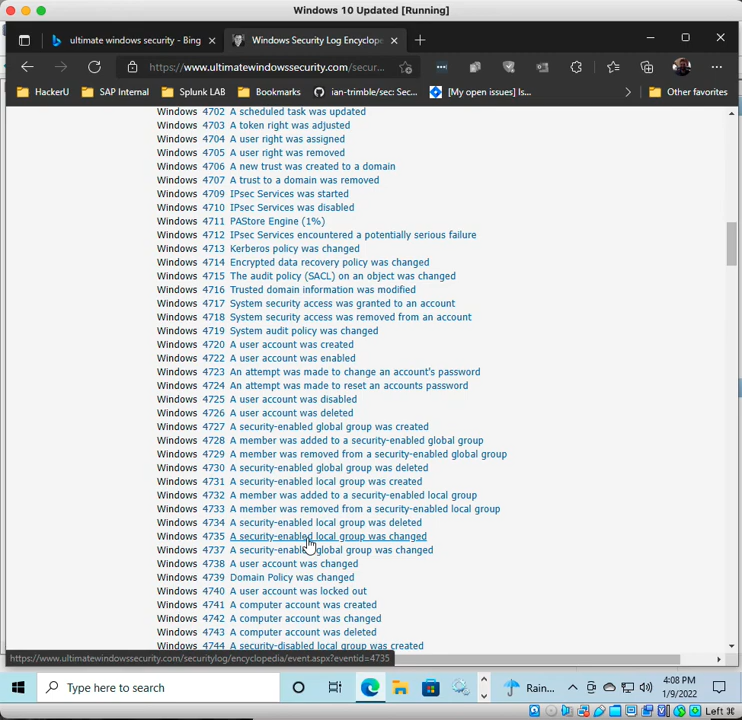 Windows 10 Updated [Running]
ultimate windows security - Bing
Windows Security Log Encyclope
https://www.ultimatewindowssecurity.com/secur...
HackerU
SAP Internal
Splunk LAB
Bookmarks
ian-trimble/sec: Sec...
[My open issues] Is...
Other favorites
Windows 4702 A scheduled task was updated
Windows 4703 A token right was adjusted
Windows 4704 A user right was assigned
Windows 4705 A user right was removed
Windows 4706 A new trust was created to a domain
Windows 4707 A trust to a domain was removed
Windows 4709 IPsec Services was started
Windows 4710 IPsec Services was disabled
Windows 4711 PAStore Engine (1%)
Windows 4712 IPsec Services encountered a potentially serious failure
Windows 4713 Kerberos policy was changed
Windows 4714 Encrypted data recovery policy was changed
Windows 4715 The audit policy (SACL) on an object was changed
Windows 4716 Trusted domain information was modified
Windows 4717 System security access was granted to an account
Windows 4718 System security access was removed from an account
Windows 4719 System audit policy was changed
Windows 4720 A user account was created
Windows 4722 A user account was enabled
Windows 4723 An attempt was made to change an account's password
Windows 4724 An attempt was made to reset an accounts password
Windows 4725 A user account was disabled
Windows 4726 A user account was deleted
Windows 4727 A security-enabled global group was created
Windows 4728 A member was added to a security-enabled global group
Windows 4729 A member was removed from a security-enabled global group
Windows 4730 A security-enabled global group was deleted
Windows 4731 A security-enabled local group was created
Windows 4732 A member was added to a security-enabled local group
Windows 4733 A member was removed from a security-enabled local group
Windows 4734 A security-enabled local group was deleted
Windows 4735 A security-enabled local group was changed
Windows 4737 A security-enabled global group was changed
Windows 4738 A user account was changed
Windows 4739 Domain Policy was changed
Windows 4740 A user account was locked out
Windows 4741 A computer account was created
Windows 4742 A computer account was changed
Windows 4743 A computer account was deleted
Windows 4744 A security-disabled local group was created
https://www.ultimatewindowssecurity.com/securitylog/encyclopedia/event.aspx?eventid=4735
Type here to search
Rain...
4:08 PM
1/9/2022
Left ⌘